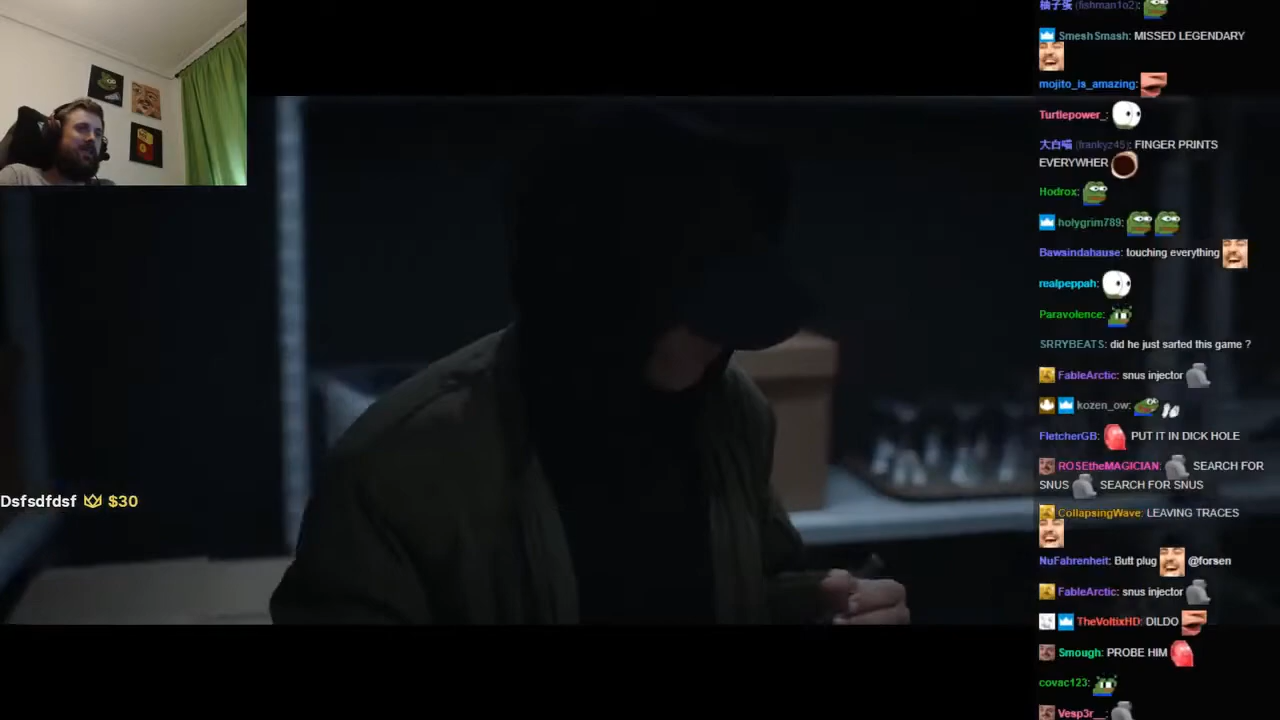 柚子蛋 (fishman1o2):
SmeshSmash: MISSED LEGENDARY
mojito_is_amazing:
Turtlepower_:
大白喵 (frankyz45): FINGER PRINTS
EVERYWHER
Hodrox:
holygrim789:
Bawsindahause: touching everything
realpeppah:
Paravolence:
SRRYBEATS: did he just sarted this game ?
FableArctic: snus injector
kozen_ow:
FletcherGB: PUT IT IN DICK HOLE
ROSEtheMAGICIAN: SEARCH FOR
SNUS SEARCH FOR SNUS
Dsfsdfdsf $30
CollapsingWave: LEAVING TRACES
NuFahrenheit: Butt plug @forsen
FableArctic: snus injector
TheVoltixHD: DILDO
Smough: PROBE HIM
covac123:
Vesp3r__: